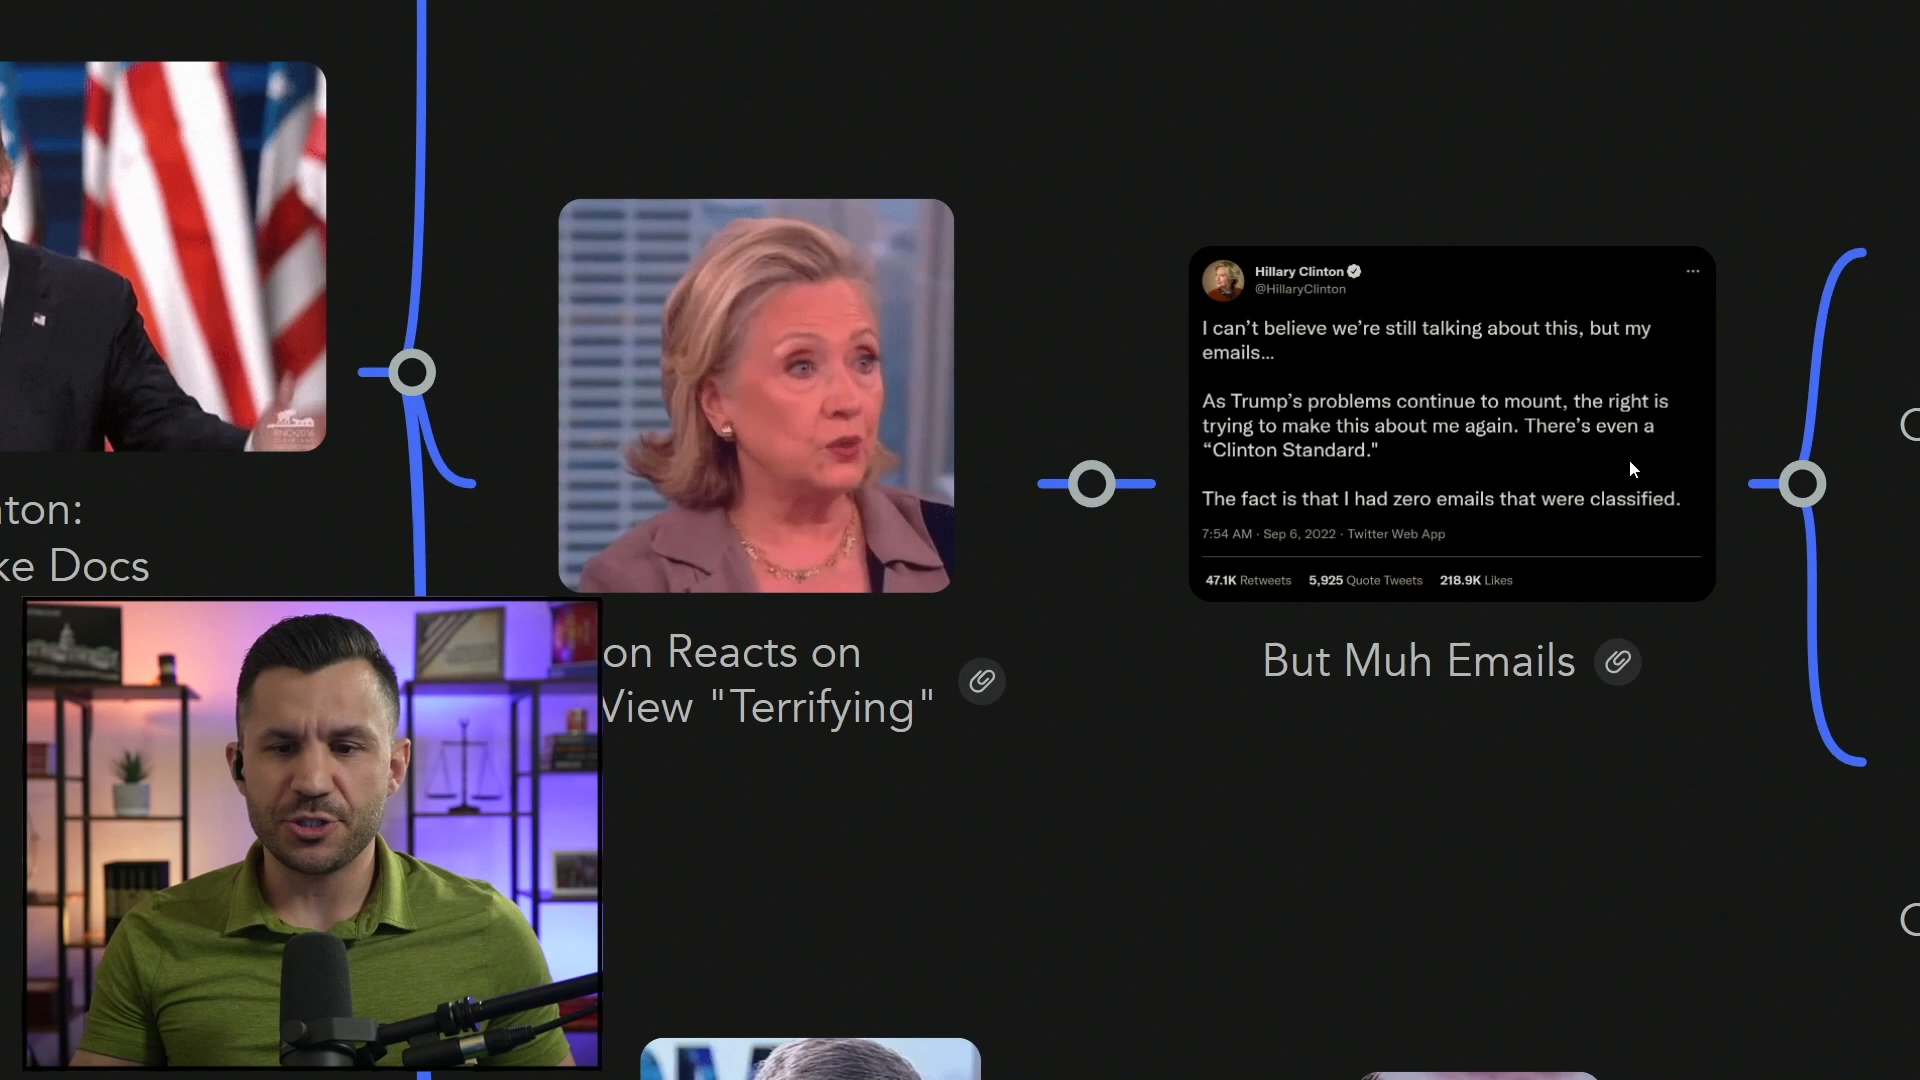 nton:
ke Docs
on Reacts on
View "Terrifying"
Hillary Clinton
@HillaryClinton
I can’t believe we’re still talking about this, but my
emails...
As Trump’s problems continue to mount, the right is
trying to make this about me again. There’s even a
“Clinton Standard."
The fact is that I had zero emails that were classified.
7:54 AM · Sep 6, 2022 · Twitter Web App
47.1K Retweets 5,925 Quote Tweets 218.9K Likes
But Muh Emails